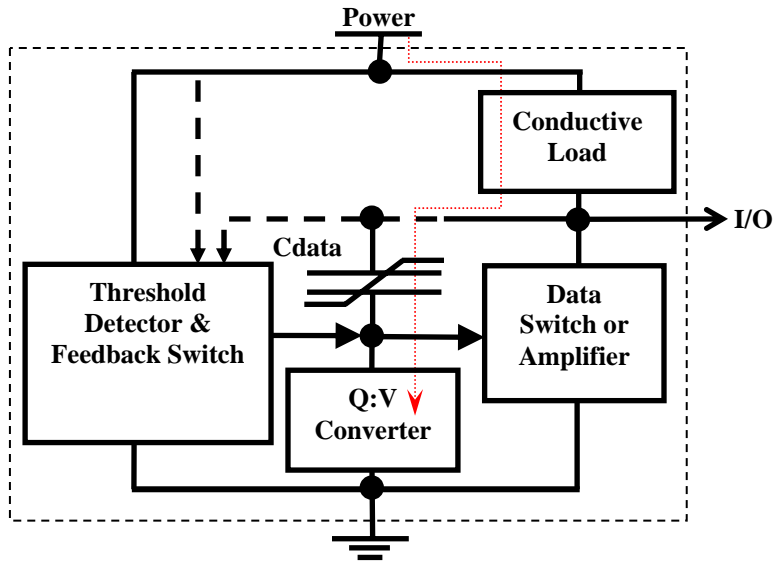 Power
Conductive
Load
I/O
Cdata
Threshold
Detector &
Feedback Switch
Data
Switch or
Amplifier
Q:V
Converter